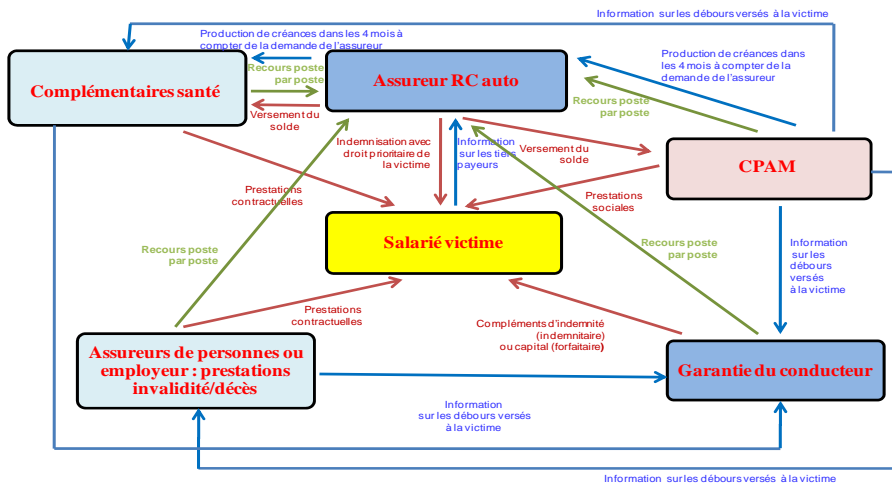 Information sur les débours versés à la victime
Production de créances dans les 4 mois à
compter de la demande de l'assureur
Production de créances dans
les 4 mois à compter de la
demande de l'assureur
Recours poste
par poste
Complémentaires santé
Assureur RC auto
Recours poste
par poste
Versement du
solde
Indemnisation avec
droit prioritaire de
la victime
Information
sur les tiers
payeurs
Versement du
solde
CPAM
Prestations
contractuelles
Prestations
sociales
Salarié victime
Recours poste
par poste
Recours poste
par poste
Information
sur les
débours
versés
à la victime
Prestations
contractuelles
Compléments d'indemnité
(indemnitaire)
ou capital (forfaitaire)
Assureurs de personnes ou
employeur : prestations
invalidité/décès
Garantie du conducteur
Information
sur les débours versés
à la victime
Information sur les débours versés à la victime